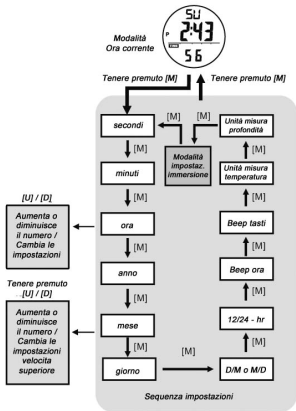 Modalità
Ora corrente
SU
P
2:43
56
Tenere premuto [M]
Tenere premuto [M]
secondi
[M]
[M]
Unità misura
profondità
[M]
[M]
Modalità
impostaz.
immersione
minuti
Unità misura
temperatura
[M]
[M]
[U] / [D]
Aumenta o
diminuisce
il numero /
Cambia le
impostazioni
ora
Beep tasti
[M]
[M]
anno
Beep ora
[M]
[M]
Tenere premuto
[U] / [D]
Aumenta o
diminuisce
il numero /
Cambia le
impostazioni
velocita
superiore
mese
12/24 - hr
[M]
[M]
[M]
giorno
D/M o M/D
Sequenza impostazioni